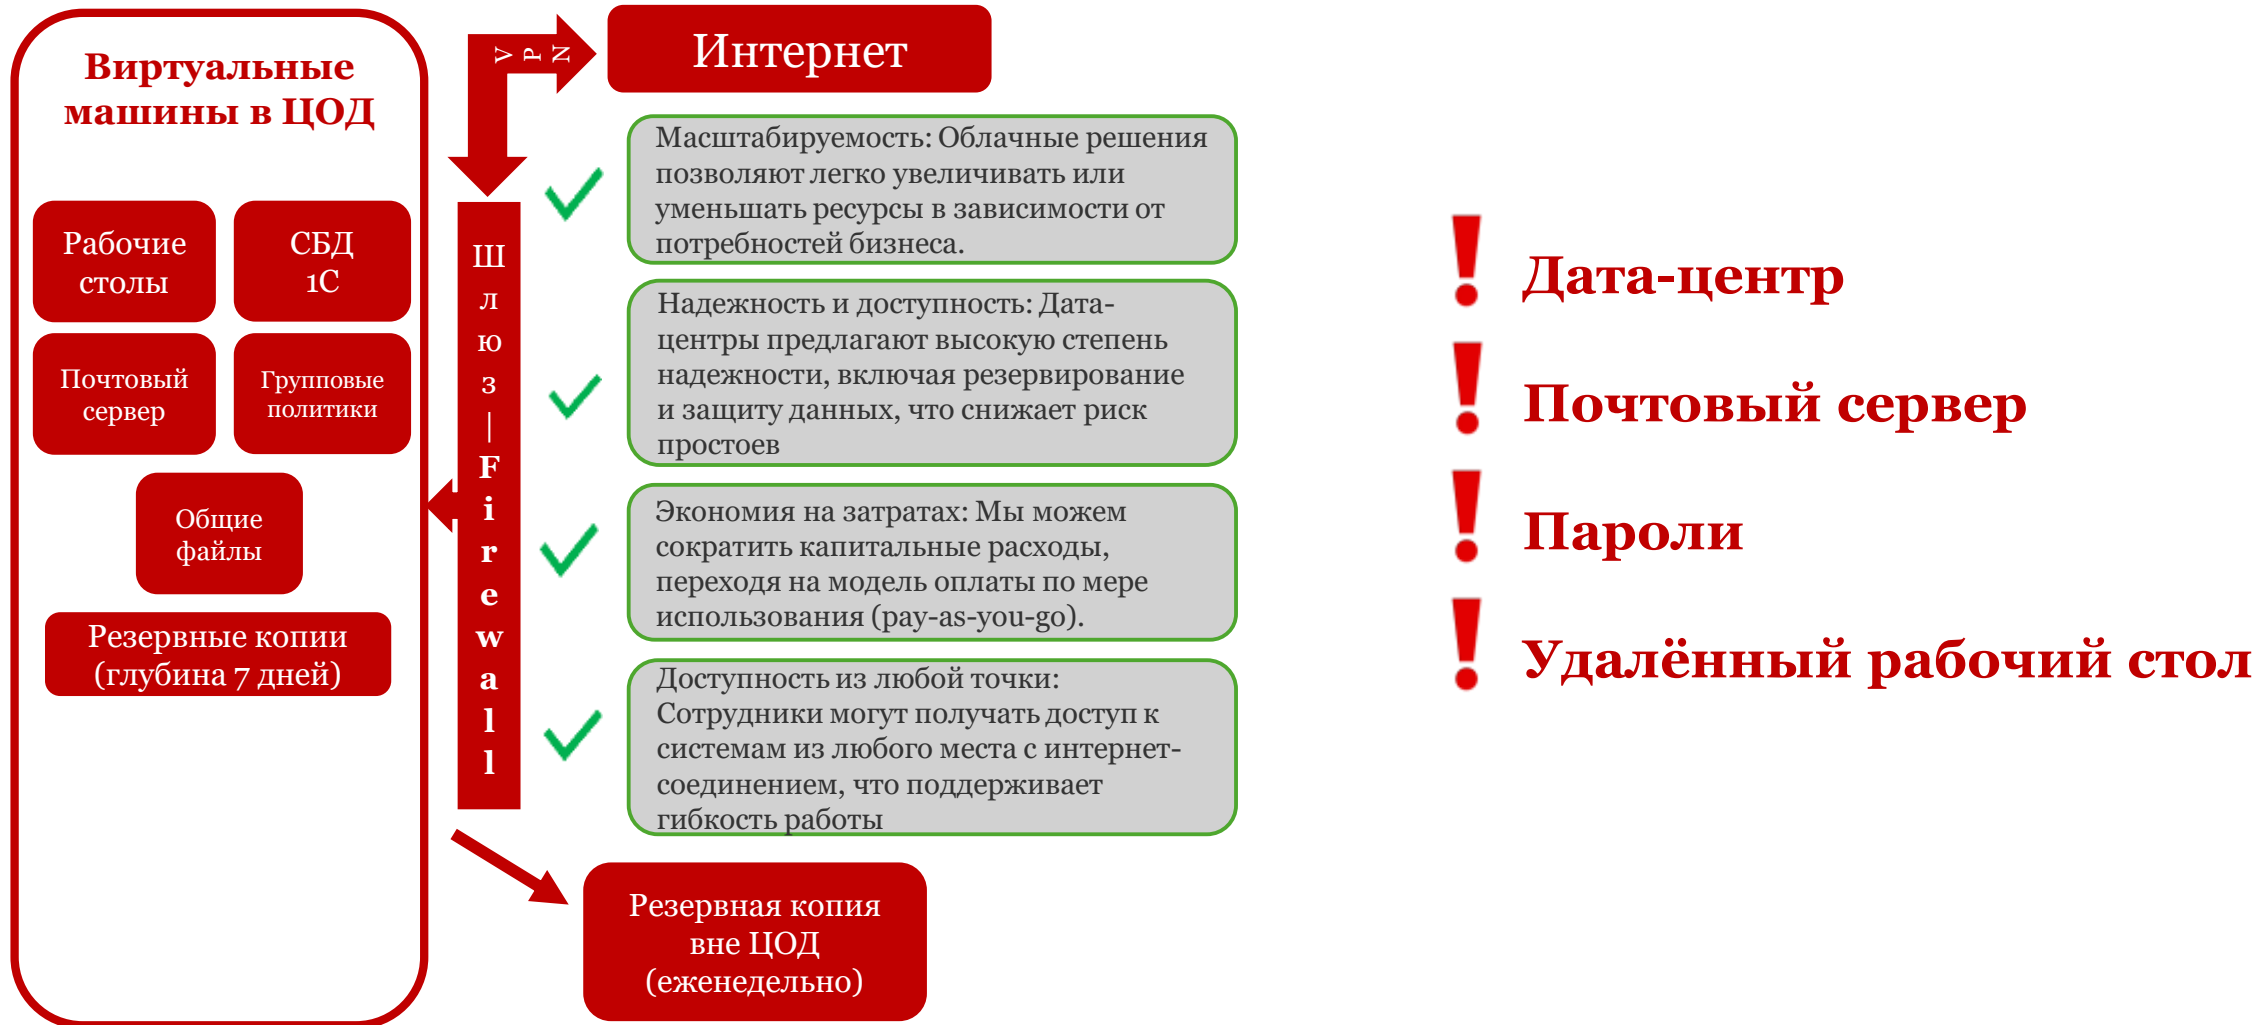 Виртуальные
машины в ЦОД
Рабочие
столы
СБД
1С
Почтовый
сервер
Групповые
политики
Общие
файлы
Резервные копии
(глубина 7 дней)
VPN
Интернет
Шлюз | Firewall
Масштабируемость: Облачные решения
позволяют легко увеличивать или
уменьшать ресурсы в зависимости от
потребностей бизнеса.
Надежность и доступность: Дата-
центры предлагают высокую степень
надежности, включая резервирование
и защиту данных, что снижает риск
простоев
Экономия на затратах: Мы можем
сократить капитальные расходы,
переходя на модель оплаты по мере
использования (pay-as-you-go).
Доступность из любой точки:
Сотрудники могут получать доступ к
системам из любого места с интернет-
соединением, что поддерживает
гибкость работы
Резервная копия
вне ЦОД
(еженедельно)
Дата-центр
Почтовый сервер
Пароли
Удалённый рабочий стол